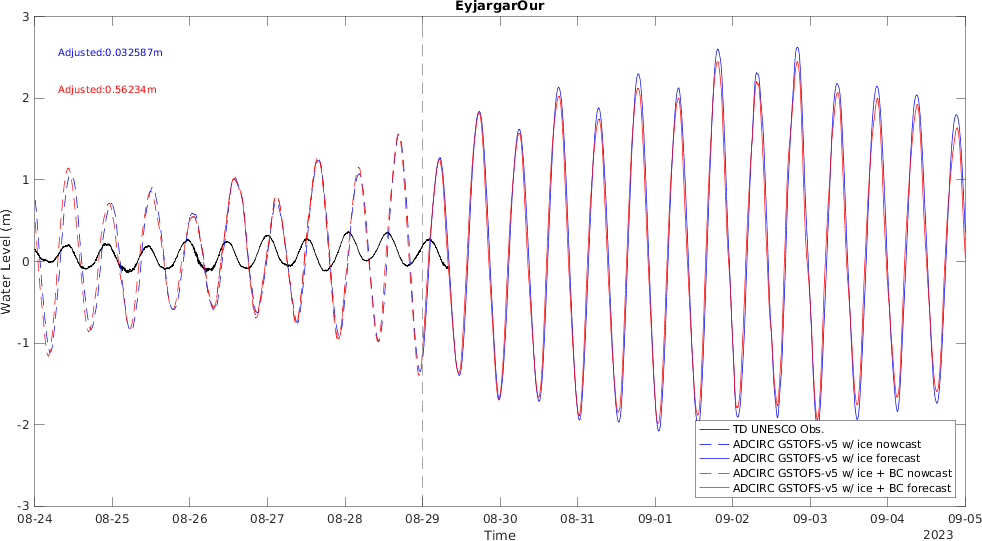 EyjargarOur
Adjusted:0.032587m
Adjusted:0.56234m
Water Level (m)
3
2
1
0
-1
-2
-3
TD UNESCO Obs.
ADCIRC GSTOFS-v5 w/ ice nowcast
ADCIRC GSTOFS-v5 w/ ice forecast
ADCIRC GSTOFS-v5 w/ ice + BC nowcast
ADCIRC GSTOFS-v5 w/ ice + BC forecast
08-24 08-25 08-26 08-27 08-28 08-29 08-30 08-31 09-01 09-02 09-03 09-04 09-05
2023
Time